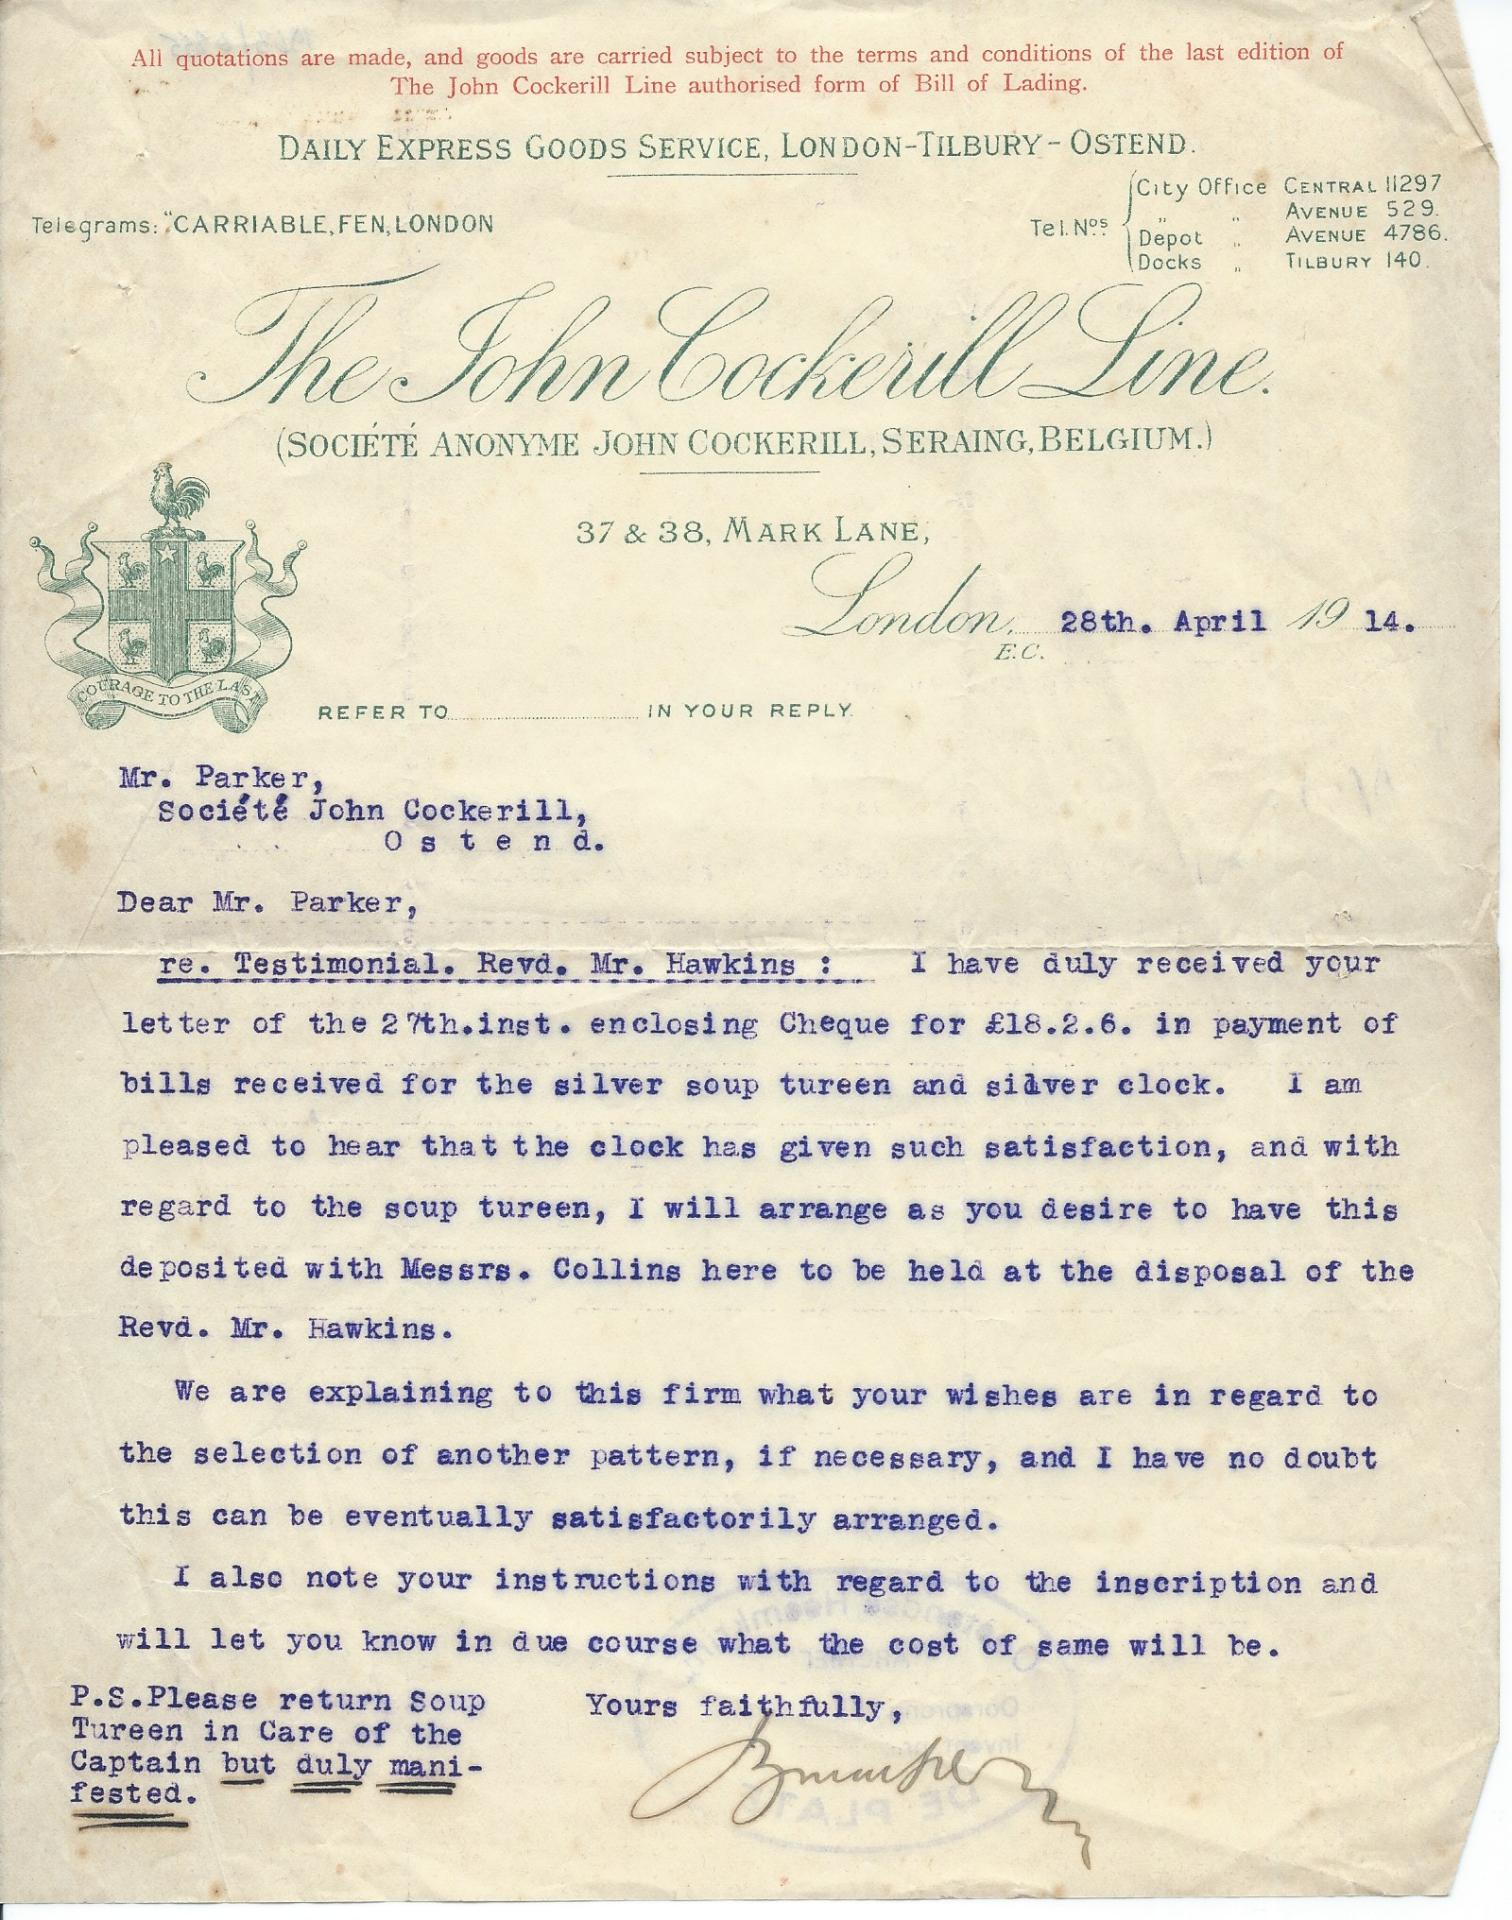 All quotations are made, and goods are carried subject to the terms and conditions of the last edition of
The John Cockerill Line authorised form of Bill of Lading.
DAILY EXPRESS GOODS SERVICE, LONDON-TILBURY-OSTEND.
Telegrams: "CARRIABLE, FEN, LONDON
Tel. Nos. City Office CENTRAL 11297
" " AVENUE 529.
Depot " AVENUE 4786.
Docks " TILBURY 140.
The John Cockerill Line.
(SOCIÉTÉ ANONYME JOHN COCKERILL, SERAING, BELGIUM.)
37 & 38, MARK LANE,
London, 28th. April 19 14.
E.C.
COURAGE TO THE LAST
REFER TO IN YOUR REPLY.
Mr. Parker,
Société John Cockerill,
O s t e n d.
Dear Mr. Parker,
re. Testimonial. Revd. Mr. Hawkins : I have duly received your
letter of the 27th.inst. enclosing Cheque for £18.2.6. in payment of
bills received for the silver soup tureen and silver clock. I am
pleased to hear that the clock has given such satisfaction, and with
regard to the soup tureen, I will arrange as you desire to have this
deposited with Messrs. Collins here to be held at the disposal of the
Revd. Mr. Hawkins.
We are explaining to this firm what your wishes are in regard to
the selection of another pattern, if necessary, and I have no doubt
this can be eventually satisfactorily arranged.
I also note your instructions with regard to the inscription and
will let you know in due course what the cost of same will be.
Yours faithfully,
P.S.Please return Soup
Tureen in Care of the
Captain but duly mani-
fested.